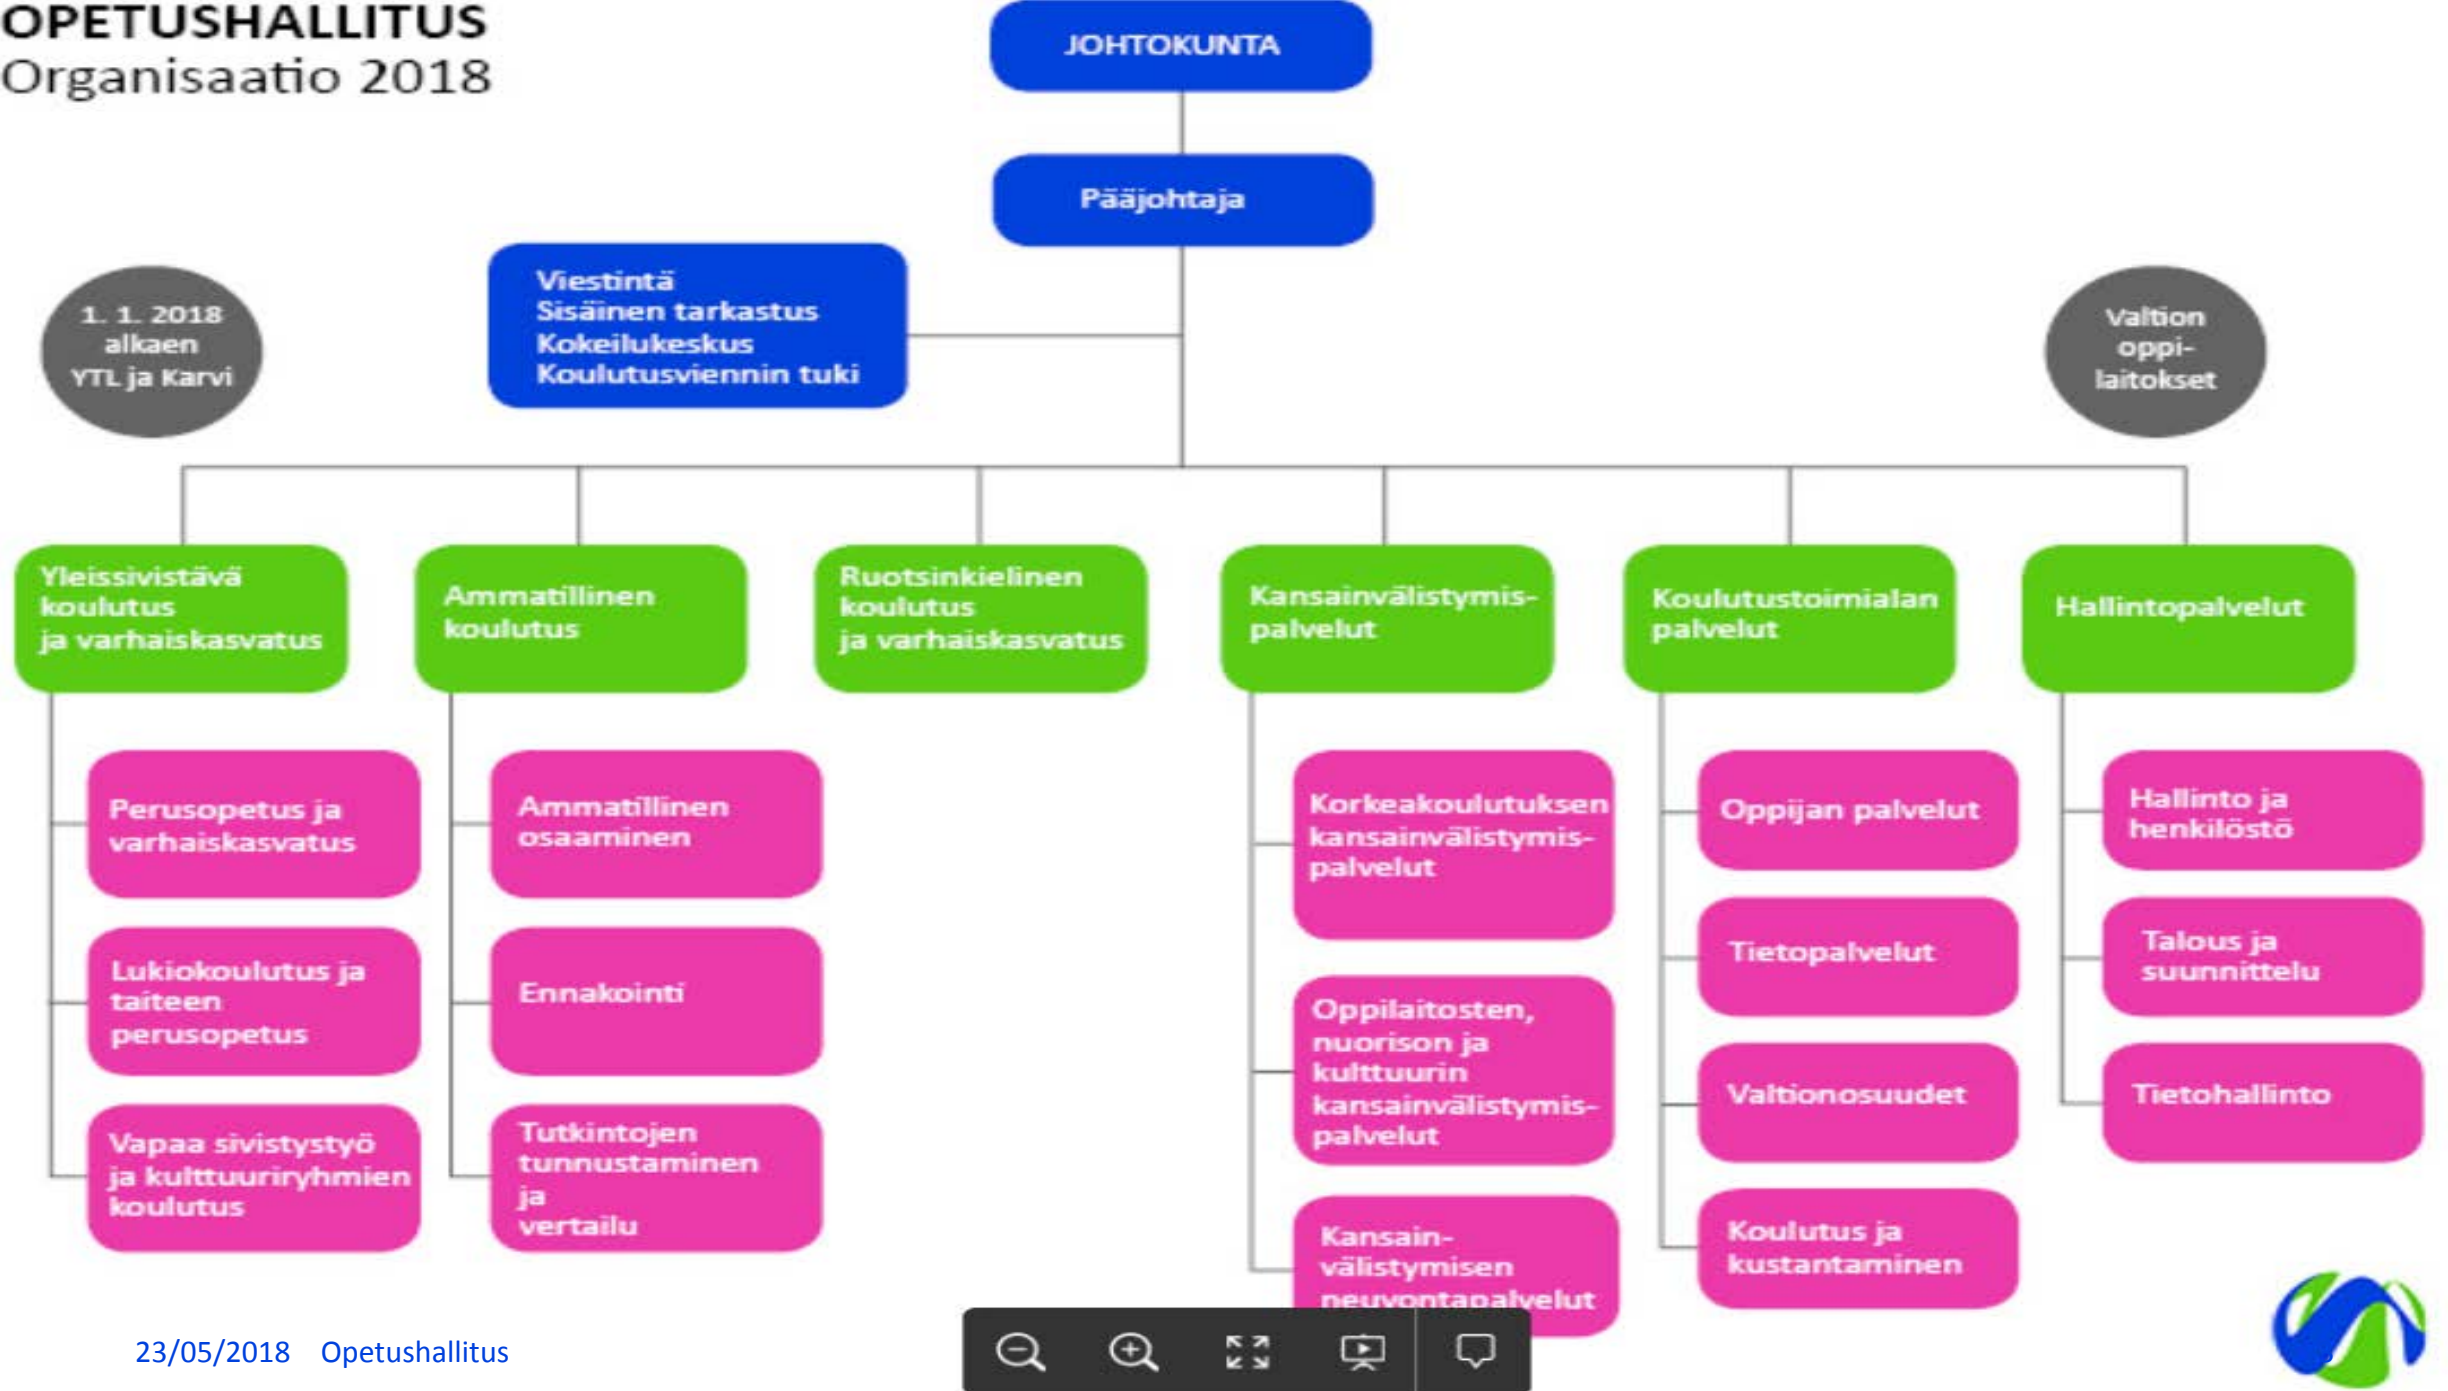 OPETUSHALLITUS
Organisaatio 2018
JOHTOKUNTA
Pääjohtaja
Viestintä
Sisäinen tarkastus
Kokeilukeskus
Koulutusviennin tuki
1. 1. 2018
alkaen
YTL ja Karvi
Valtion
oppi-
laitokset
Yleissivistävä
koulutus
ja varhaiskasvatus
Ammatillinen
koulutus
Ruotsinkielinen
koulutus
ja varhaiskasvatus
Kansainvälistymis-
palvelut
Koulutustoimialan
palvelut
Hallintopalvelut
Perusopetus ja
varhaiskasvatus
Lukiokoulutus ja
taiteen
perusopetus
Vapaa sivistystyö
ja kulttuuriryhmien
koulutus
Ammatillinen
osaaminen
Ennakointi
Tutkintojen
tunnustaminen
ja
vertailu
Korkeakoulutuksen
kansainvälistymis-
palvelut
Oppilaitosten,
nuorison ja
kulttuurin
kansainvälistymis-
palvelut
Kansain-
välistymisen
neuvontapalvelut
Oppijan palvelut
Tietopalvelut
Valtionosuudet
Koulutus ja
kustantaminen
Hallinto ja
henkilöstö
Talous ja
suunnittelu
Tietohallinto
23/05/2018 Opetushallitus